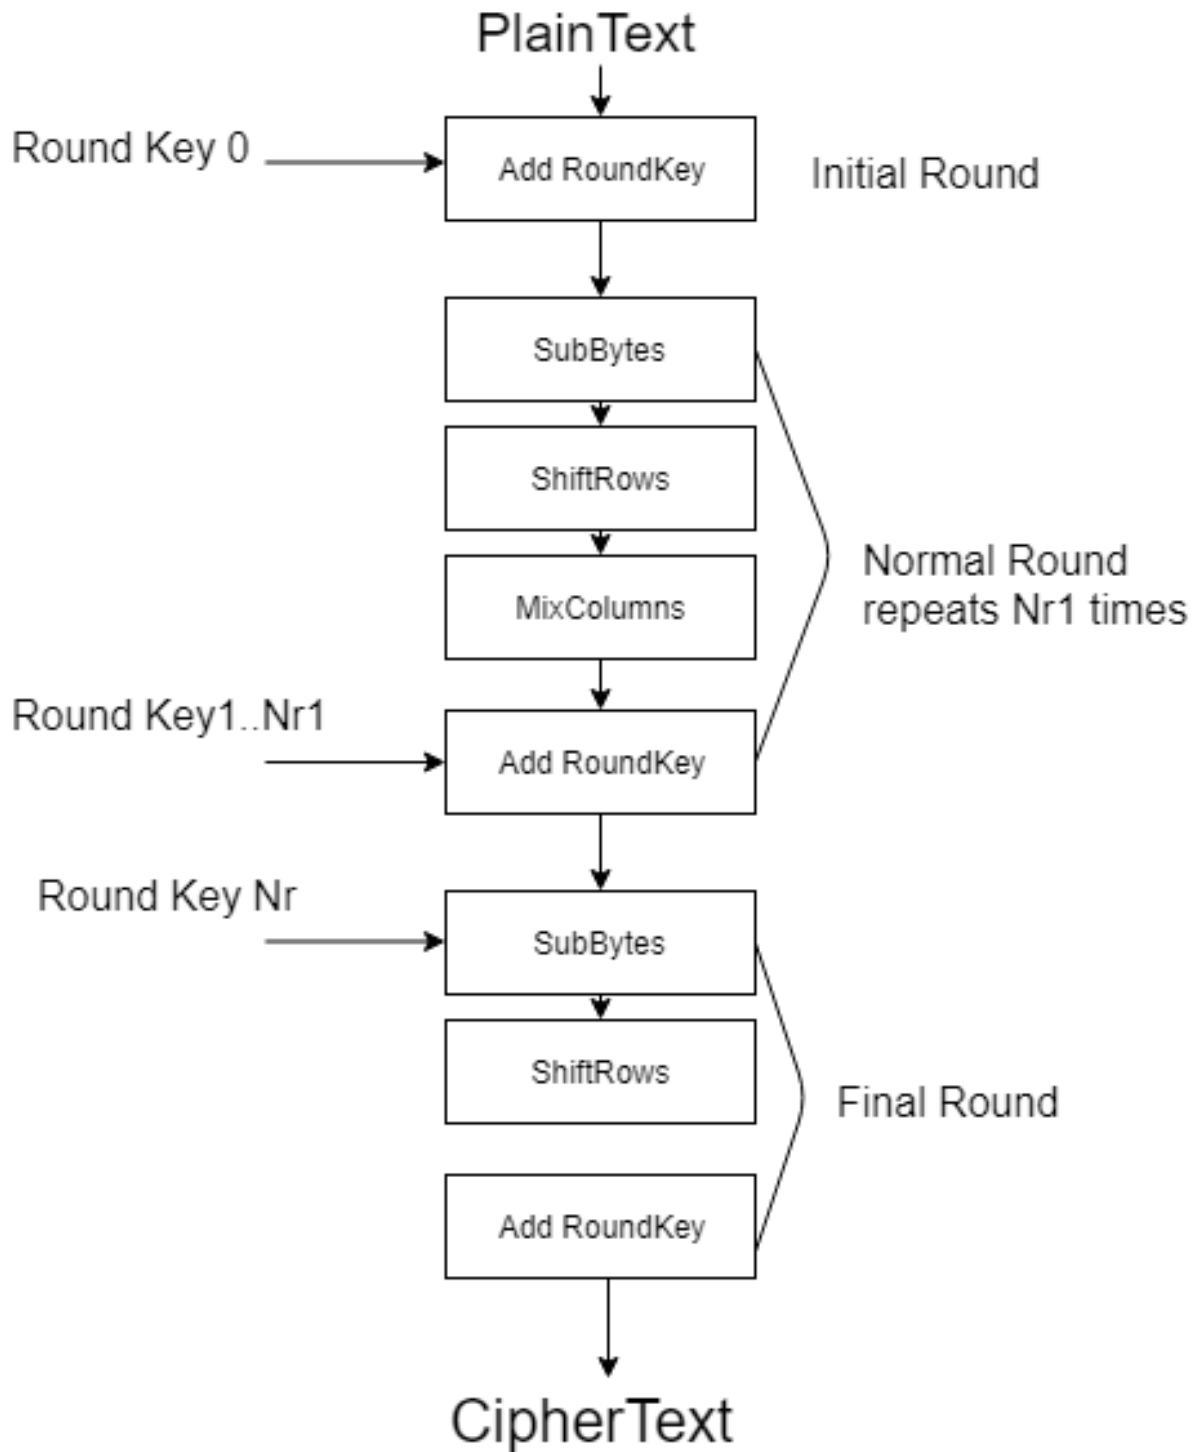 PlainText
Round Key 0
Add RoundKey
Initial Round
SubBytes
ShiftRows
MixColumns
Normal Round
repeats Nr1 times
Round Key1..Nr1
Add RoundKey
Round Key Nr
SubBytes
ShiftRows
Final Round
Add RoundKey
CipherText